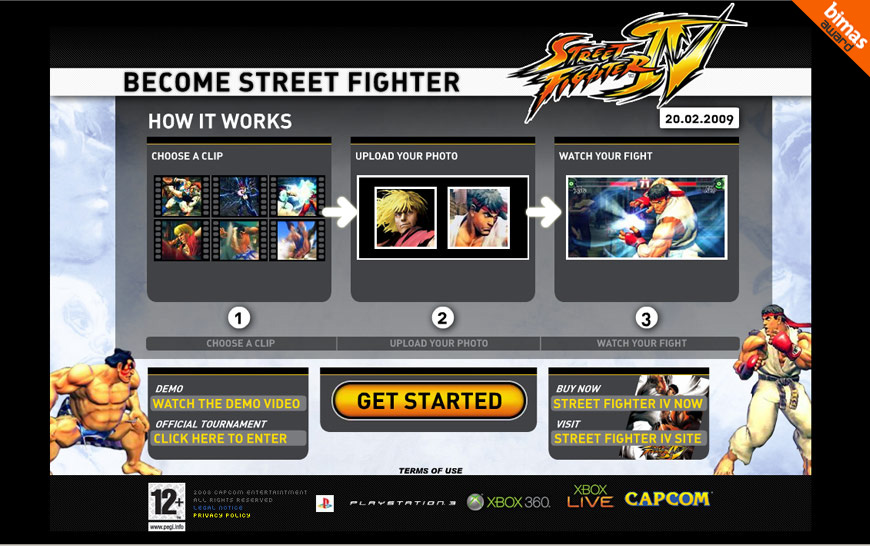 bimas
award
STREET
FIGHTER IV
BECOME STREET FIGHTER
20.02.2009
HOW IT WORKS
CHOOSE A CLIP
UPLOAD YOUR PHOTO
WATCH YOUR FIGHT
1
2
3
CHOOSE A CLIP
UPLOAD YOUR PHOTO
WATCH YOUR FIGHT
DEMO
WATCH THE DEMO VIDEO
OFFICIAL TOURNAMENT
CLICK HERE TO ENTER
GET STARTED
BUY NOW
STREET FIGHTER IV NOW
VISIT
STREET FIGHTER IV SITE
TERMS OF USE
12+
www.pegi.info
2008 CAPCOM ENTERTAINMENT
ALL RIGHTS RESERVED
LEGAL NOTICE
PRIVACY POLICY
PLAYSTATION 3
XBOX 360
XBOX
LIVE
CAPCOM